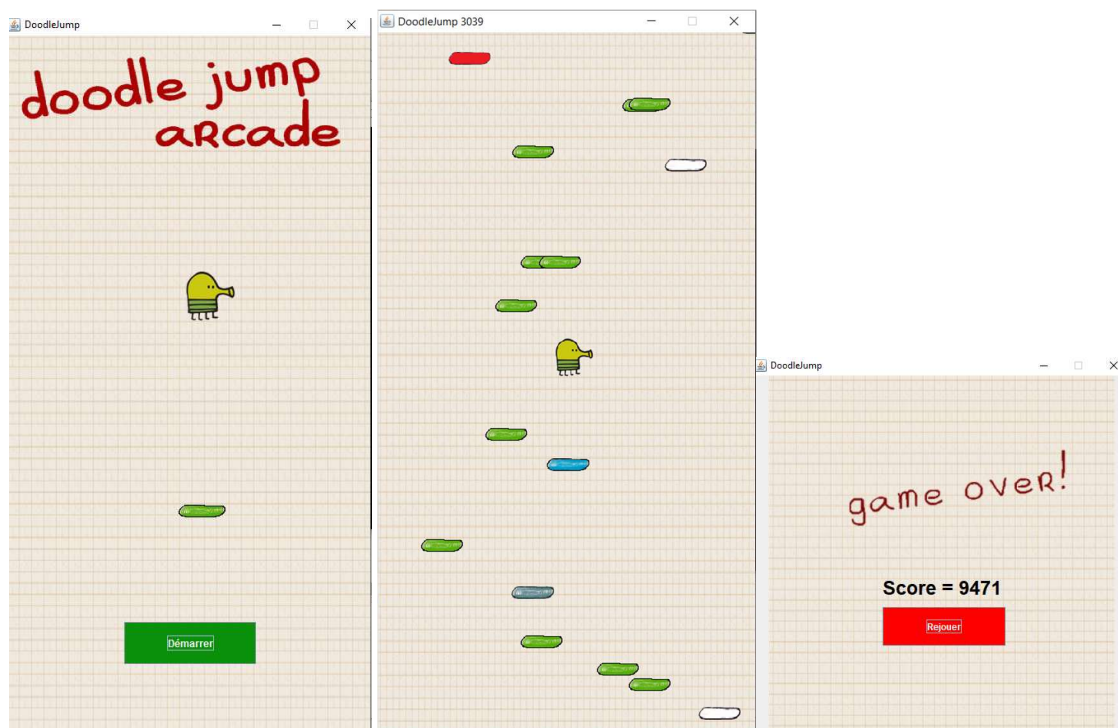 DoodleJump
doodle jump
aRcade
Démarrer
DoodleJump 3039
DoodleJump
game oveR!
Score = 9471
Rejouer